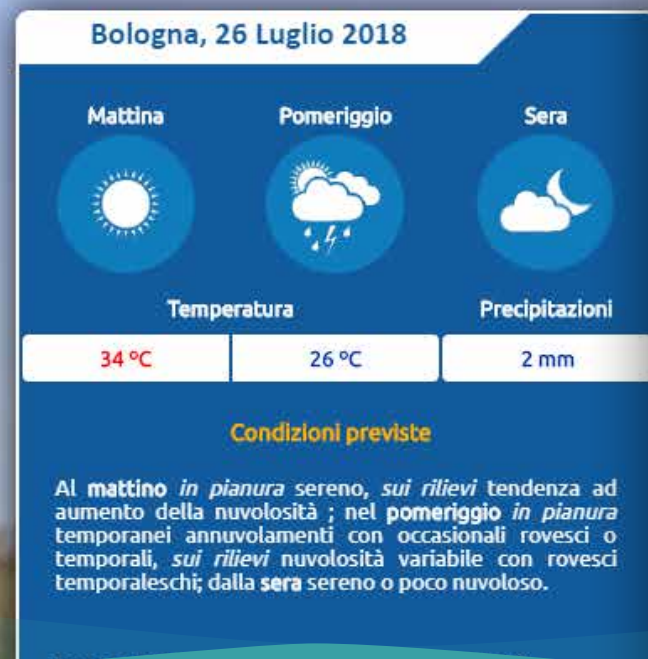 Bologna, 26 Luglio 2018
Mattina Pomeriggio Sera
Temperatura Precipitazioni
34 ºC 26 ºC 2 mm
Condizioni previste
Al mattino in pianura sereno, sui rilievi tendenza ad
aumento della nuvolosità ; nel pomeriggio in pianura
temporanei annuvolamenti con occasionali rovesci o
temporali, sui rilievi nuvolosità variabile con rovesci
temporaleschi; dalla sera sereno o poco nuvoloso.